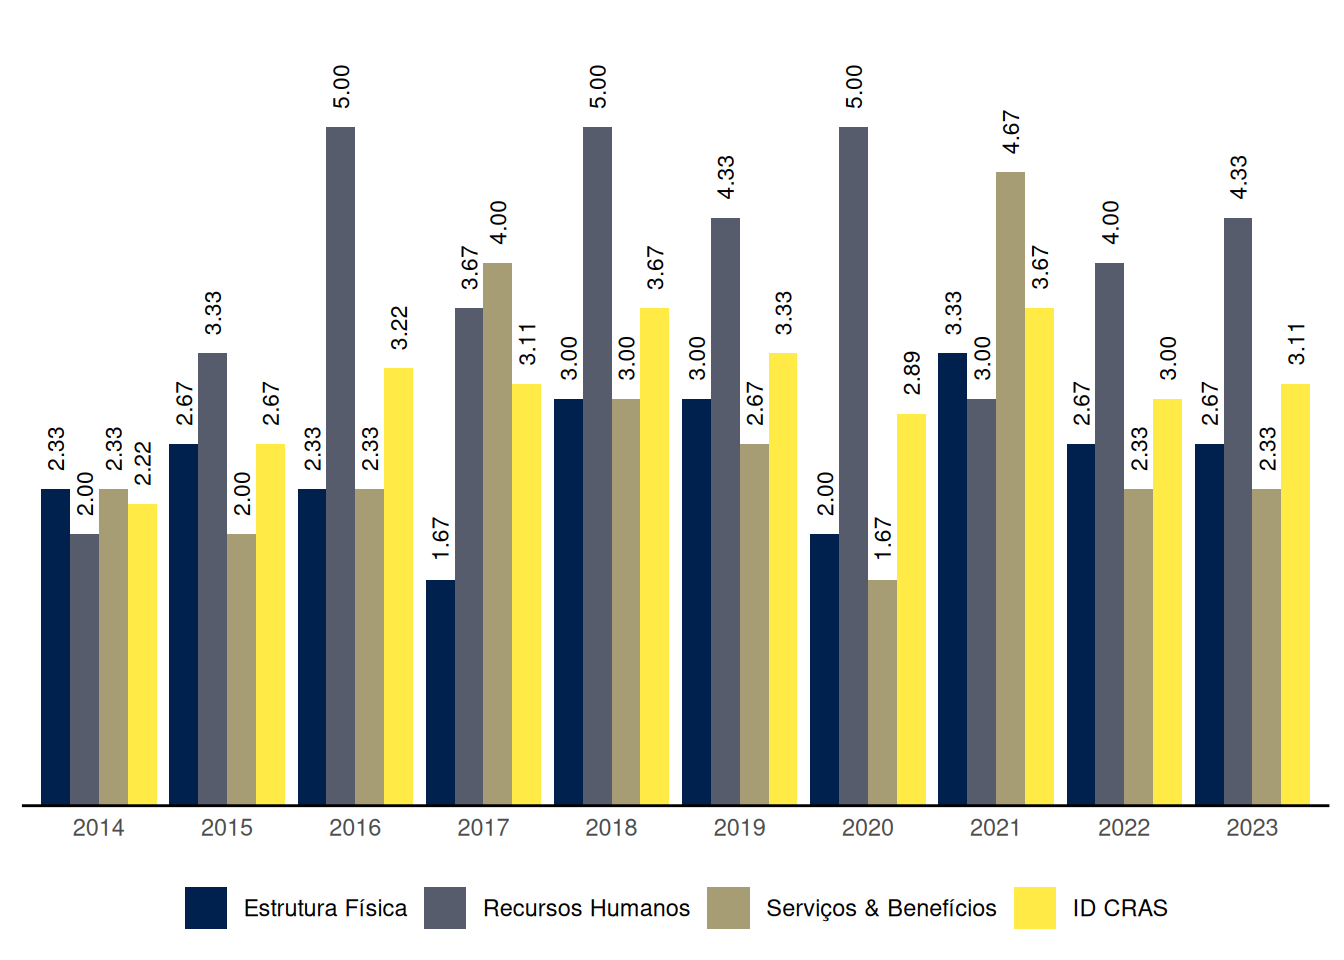 5.00 5.00 5.00
4.67
4.33 4.33
4.00 4.00
3.67 3.67 3.67
3.33 3.22 3.11 3.33 3.33 3.11
3.00 3.00 3.00 3.00 3.00
2.33 2.33 2.22 2.67 2.67 2.33 2.33 2.67 2.89 2.67 2.33 2.67 2.33
2.00 2.00 1.67 2.00 1.67
2014 2015 2016 2017 2018 2019 2020 2021 2022 2023
Estrutura Física Recursos Humanos Serviços & Benefícios ID CRAS